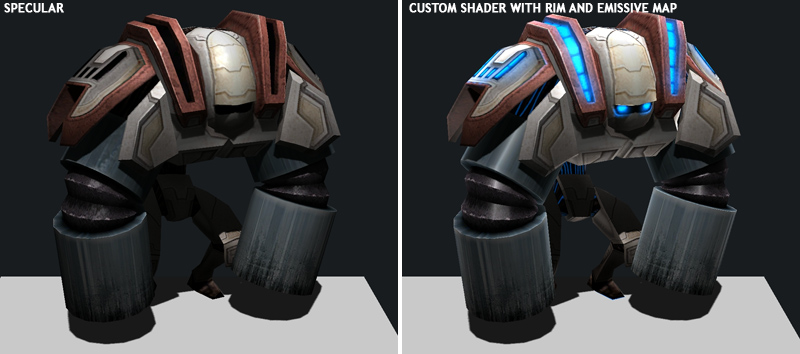 SPECULAR
CUSTOM SHADER WITH RIM AND EMISSIVE MAP